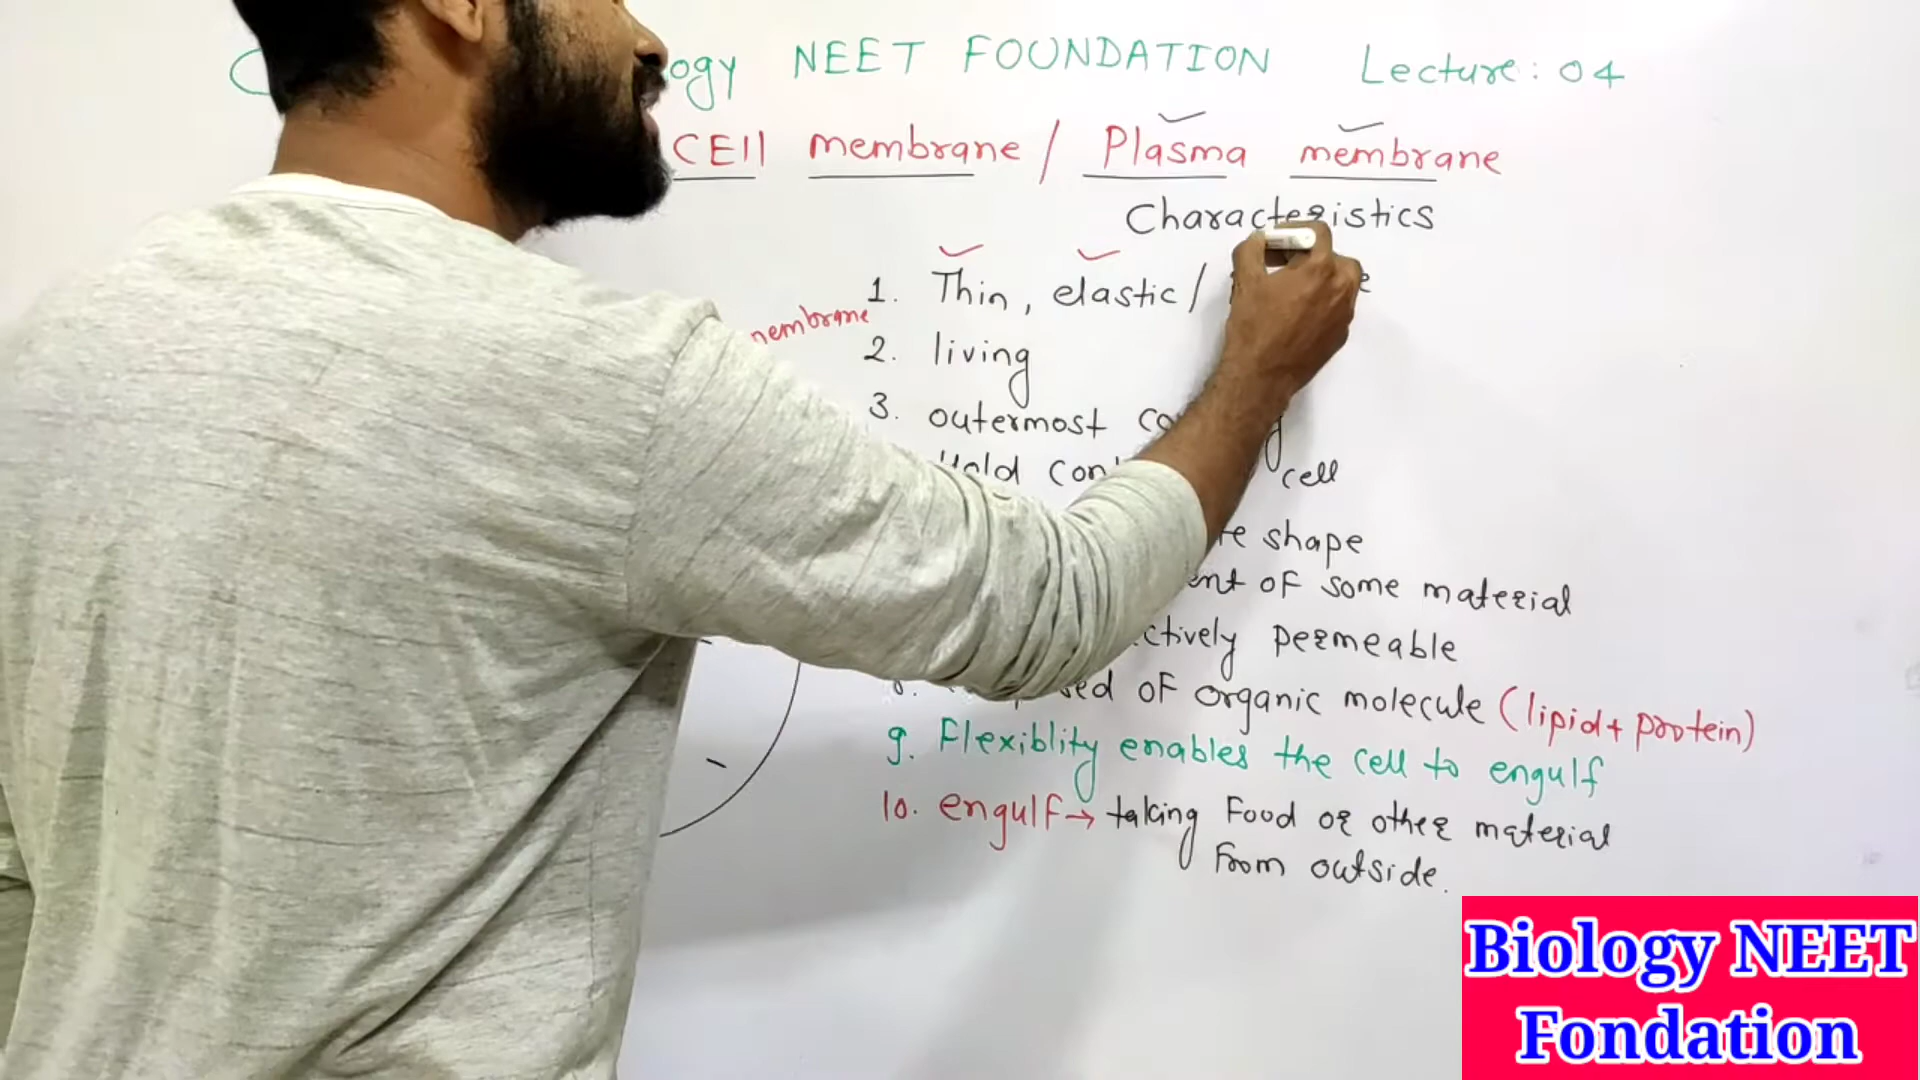 NEET FOUNDATION Lecture: 04
CEll membrane / Plasma membrane
Characteristics
1. Thin, elastic /
membrane
2. living
3. outermost
Hold
cell
shape
of some material
permeable
of organic molecule (lipid + protein)
9. Flexiblity enables the cell to engulf
10. engulf → taking Food or other material
From outside.
Biology NEET
Fondation